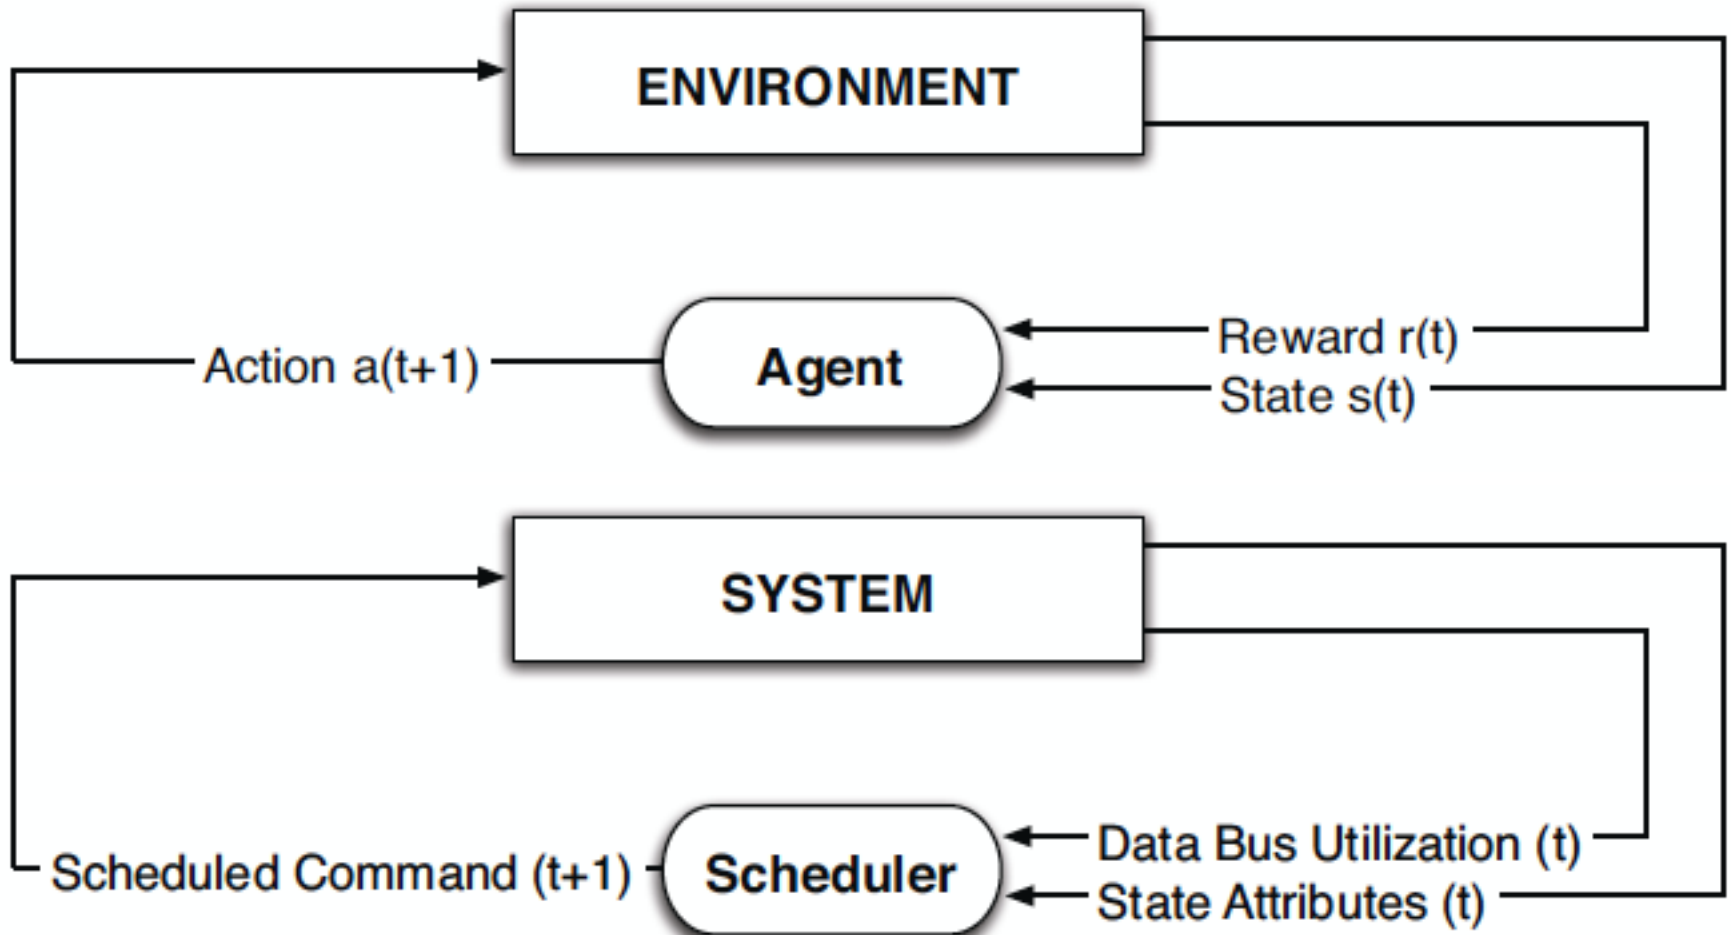 ENVIRONMENT
Reward r(t)
Action a(t+1)
Agent
State s(t)
SYSTEM
Data Bus Utilization (t)
Scheduled Command (t+1)
Scheduler
State Attributes (t)